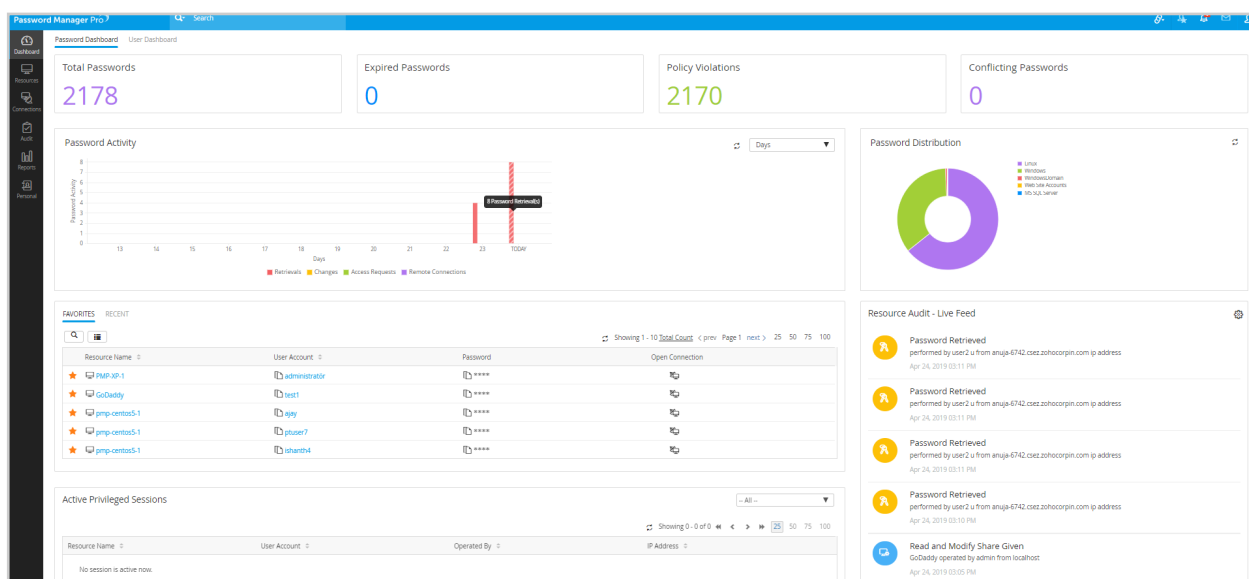 Password Manager Pro
Search
Dashboard
Resources
Connections
Audit
Reports
Personal
Password Dashboard User Dashboard
Total Passwords
2178
Expired Passwords
0
Policy Violations
2170
Conflicting Passwords
0
Password Activity
Days
Password Activity
8
7
6
5
4
3
2
1
0
8 Password Retrieval(s)
13 14 15 16 17 18 19 20 21 22 23 TODAY
Days
Retrievals Changes Access Requests Remote Connections
Password Distribution
Linux
Windows
WindowsDomain
Web Site Accounts
MS SQL Server
FAVORITES RECENT
Showing 1 - 10 Total Count < prev Page 1 next > 25 50 75 100
Resource Name User Account Password Open Connection
PMP-XP-1 administrator ****
GoDaddy test1 ****
pmp-centos5-1 ajay ****
pmp-centos5-1 ptuser7 ****
pmp-centos5-1 ishanth4 ****
Active Privileged Sessions
-- All --
Showing 0 - 0 of 0 25 50 75 100
Resource Name User Account Operated By IP Address
No session is active now.
Resource Audit - Live Feed
Password Retrieved
performed by user2 u from anuja-6742.csez.zohocorpin.com ip address
Apr 24, 2019 03:11 PM
Password Retrieved
performed by user2 u from anuja-6742.csez.zohocorpin.com ip address
Apr 24, 2019 03:11 PM
Password Retrieved
performed by user2 u from anuja-6742.csez.zohocorpin.com ip address
Apr 24, 2019 03:11 PM
Password Retrieved
performed by user2 u from anuja-6742.csez.zohocorpin.com ip address
Apr 24, 2019 03:10 PM
Read and Modify Share Given
GoDaddy operated by admin from localhost
Apr 24, 2019 03:05 PM